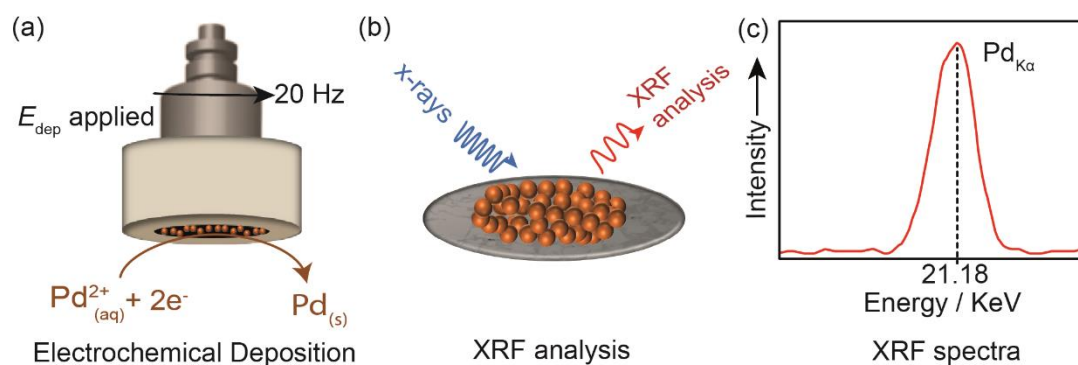 (a)
20 Hz
E_dep applied
Pd²⁺(aq) + 2e⁻
Pd(s)
Electrochemical Deposition
(b)
x-rays
XRF
analysis
XRF analysis
(c)
Pd_Kα
Intensity
21.18
Energy / KeV
XRF spectra